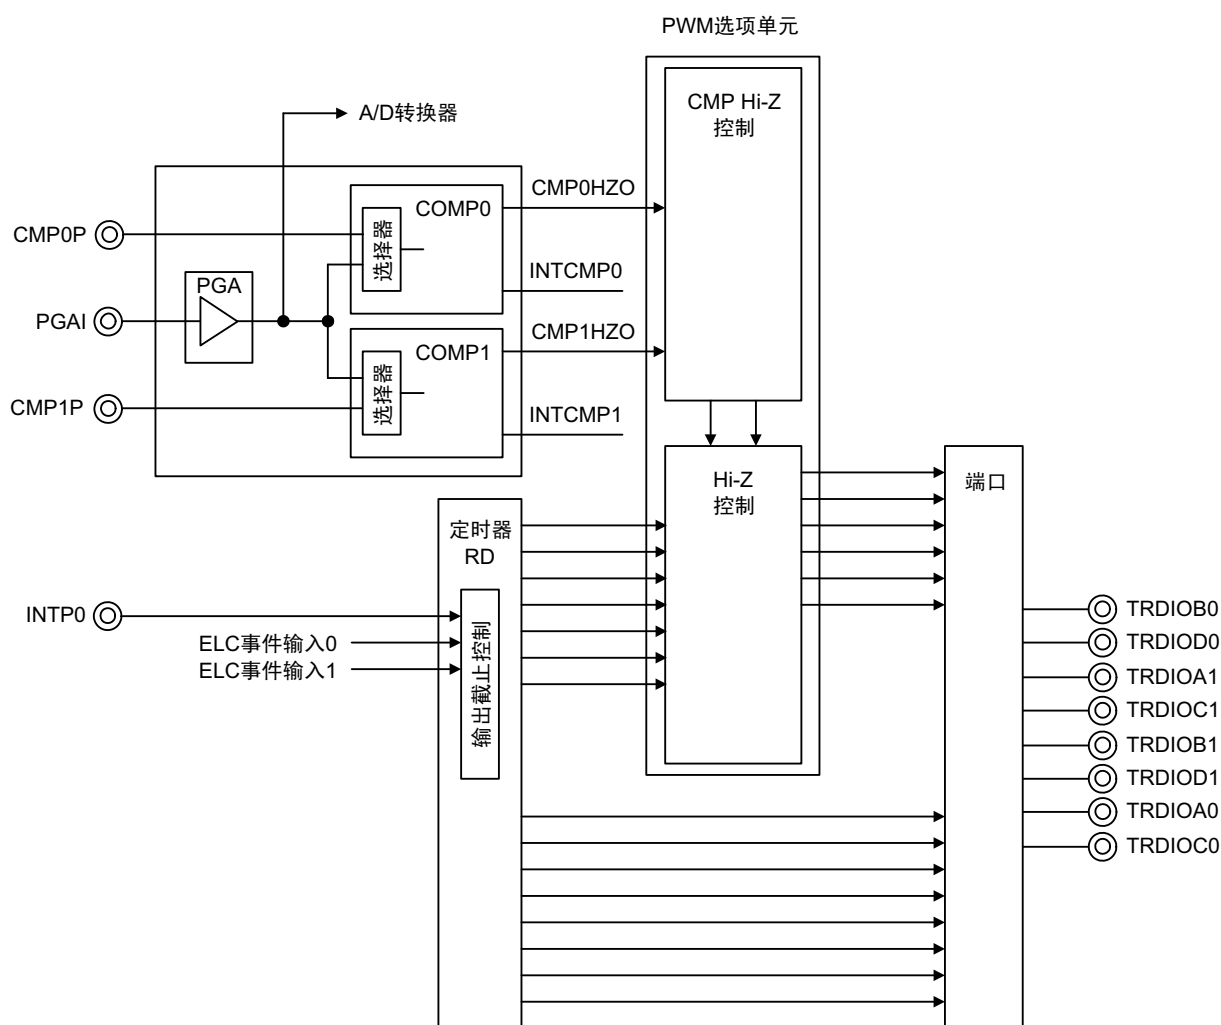 PWM选项单元
CMP Hi-Z
控制
A/D转换器
CMP0HZO
COMP0
选择器
CMP0P
INTCMP0
PGA
PGAI
CMP1HZO
COMP1
选择器
CMP1P
INTCMP1
Hi-Z
控制
端口
定时器
RD
INTP0
ELC事件输入0
ELC事件输入1
输出截止控制
TRDIOB0
TRDIOD0
TRDIOA1
TRDIOC1
TRDIOB1
TRDIOD1
TRDIOA0
TRDIOC0